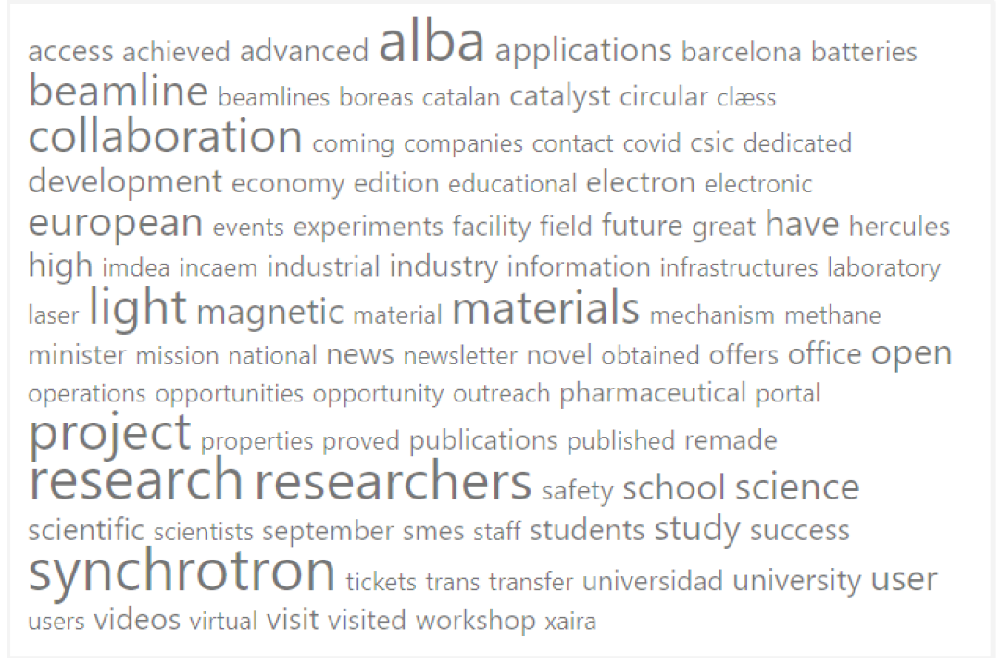 access achieved advanced alba applications barcelona batteries
beamline beamlines boreas catalan catalyst circular clæss
collaboration coming companies contact covid csic dedicated
development economy edition educational electron electronic
european events experiments facility field future great have hercules
high imdea incaem industrial industry information infrastructures laboratory
laser light magnetic material materials mechanism methane
minister mission national news newsletter novel obtained offers office open
operations opportunities opportunity outreach pharmaceutical portal
project properties proved publications published remade
research researchers safety school science
scientific scientists september smes staff students study success
synchrotron tickets trans transfer universidad university user
users videos virtual visit visited workshop xaira